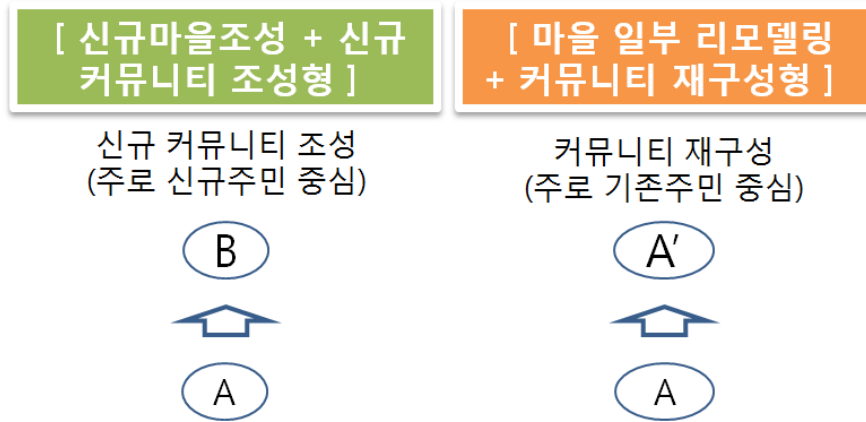 [ 신규마을조성 + 신규
커뮤니티 조성형 ]
신규 커뮤니티 조성
(주로 신규주민 중심)
B
A
[ 마을 일부 리모델링
+ 커뮤니티 재구성형 ]
커뮤니티 재구성
(주로 기존주민 중심)
A′
A